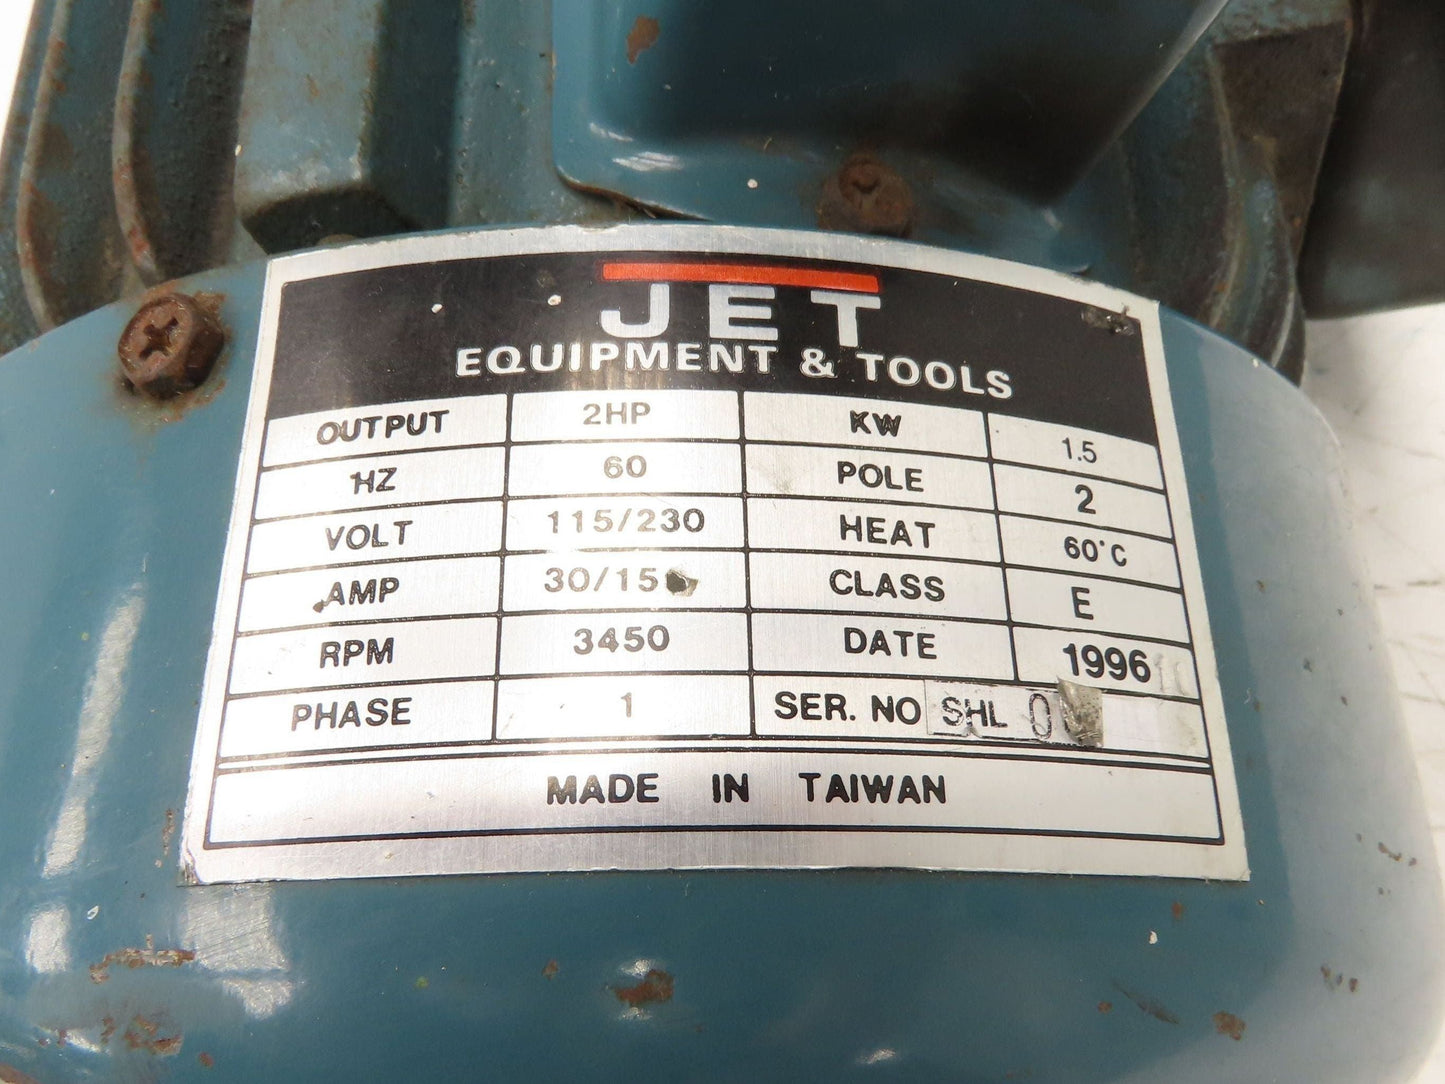 JET
EQUIPMENT & TOOLS
OUTPUT 2HP KW 1.5
HZ 60 POLE 2
VOLT 115/230 HEAT 60°C
AMP 30/15 CLASS E
RPM 3450 DATE 1996
PHASE 1 SER. NO SHL
MADE IN TAIWAN